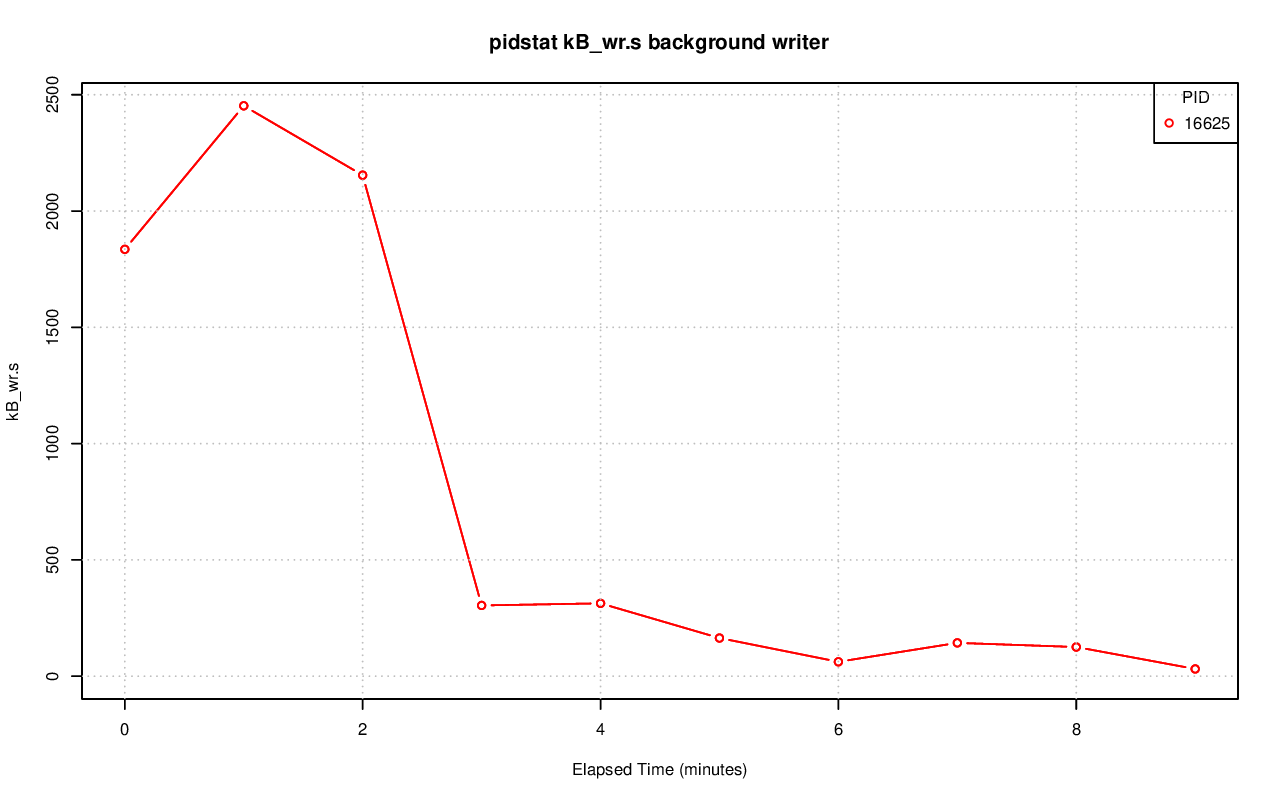 pidstat kB_wr.s background writer
PID
16625
kB_wr.s
2500
2000
1500
1000
500
0
0 2 4 6 8
Elapsed Time (minutes)